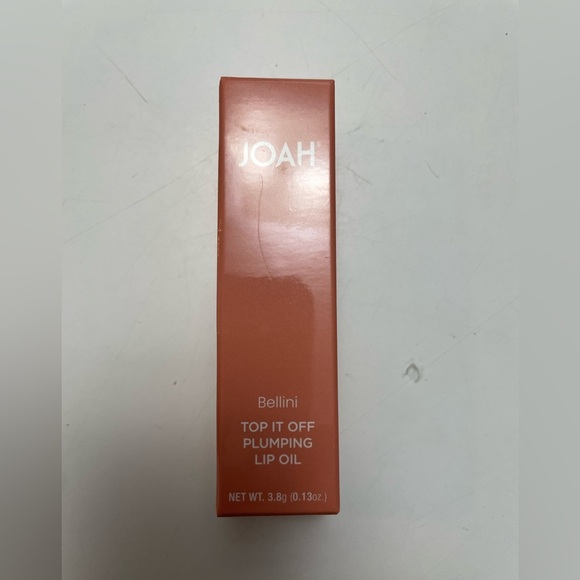 JOAH
Bellini
TOP IT OFF
PLUMPING
LIP OIL
NET WT. 3.8g (0.13oz.)